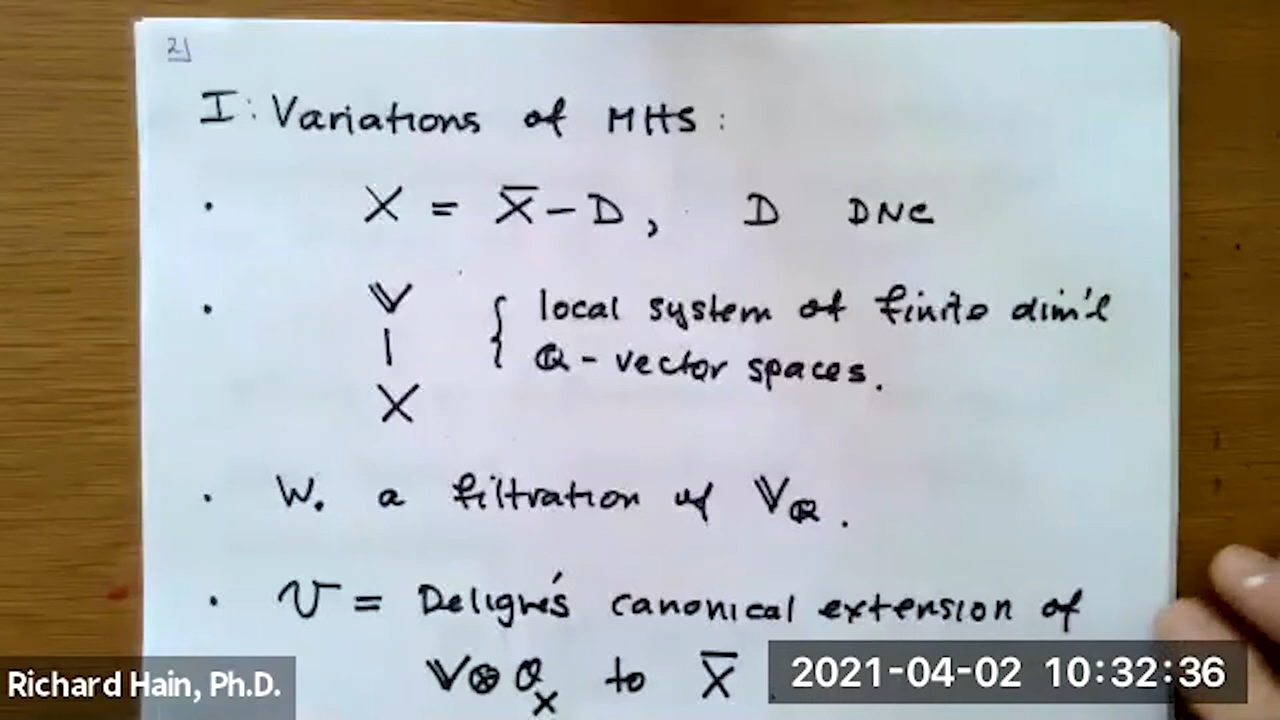 2]
I: Variations of MHS:
· X = X̅ − D, D DNC
· 𝕍 { local system of finite dim'l
| ℚ - vector spaces.
X
· W. a filtration of 𝕍_ℚ.
· 𝒱 = Deligne's canonical extension of
𝕍 ⊗ 𝒪_X to X̅
Richard Hain, Ph.D.
2021-04-02 10:32:36